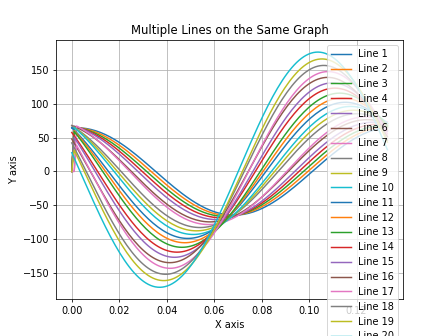 Multiple Lines on the Same Graph
Y axis
150
100
50
0
−50
−100
−150
0.00
0.02
0.04
0.06
0.08
0.10
X axis
Line 1
Line 2
Line 3
Line 4
Line 5
Line 6
Line 7
Line 8
Line 9
Line 10
Line 11
Line 12
Line 13
Line 14
Line 15
Line 16
Line 17
Line 18
Line 19
Line 20